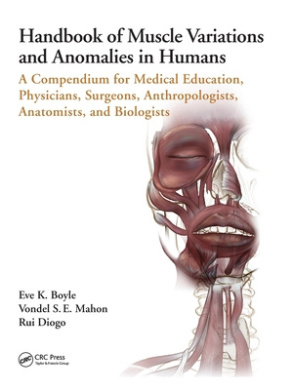 Handbook of Muscle Variations
and Anomalies in Humans
A Compendium for Medical Education,
Physicians, Surgeons, Anthropologists,
Anatomists, and Biologists
Eve K. Boyle
Vondel S. E. Mahon
Rui Diogo
CRC Press
Taylor & Francis Group